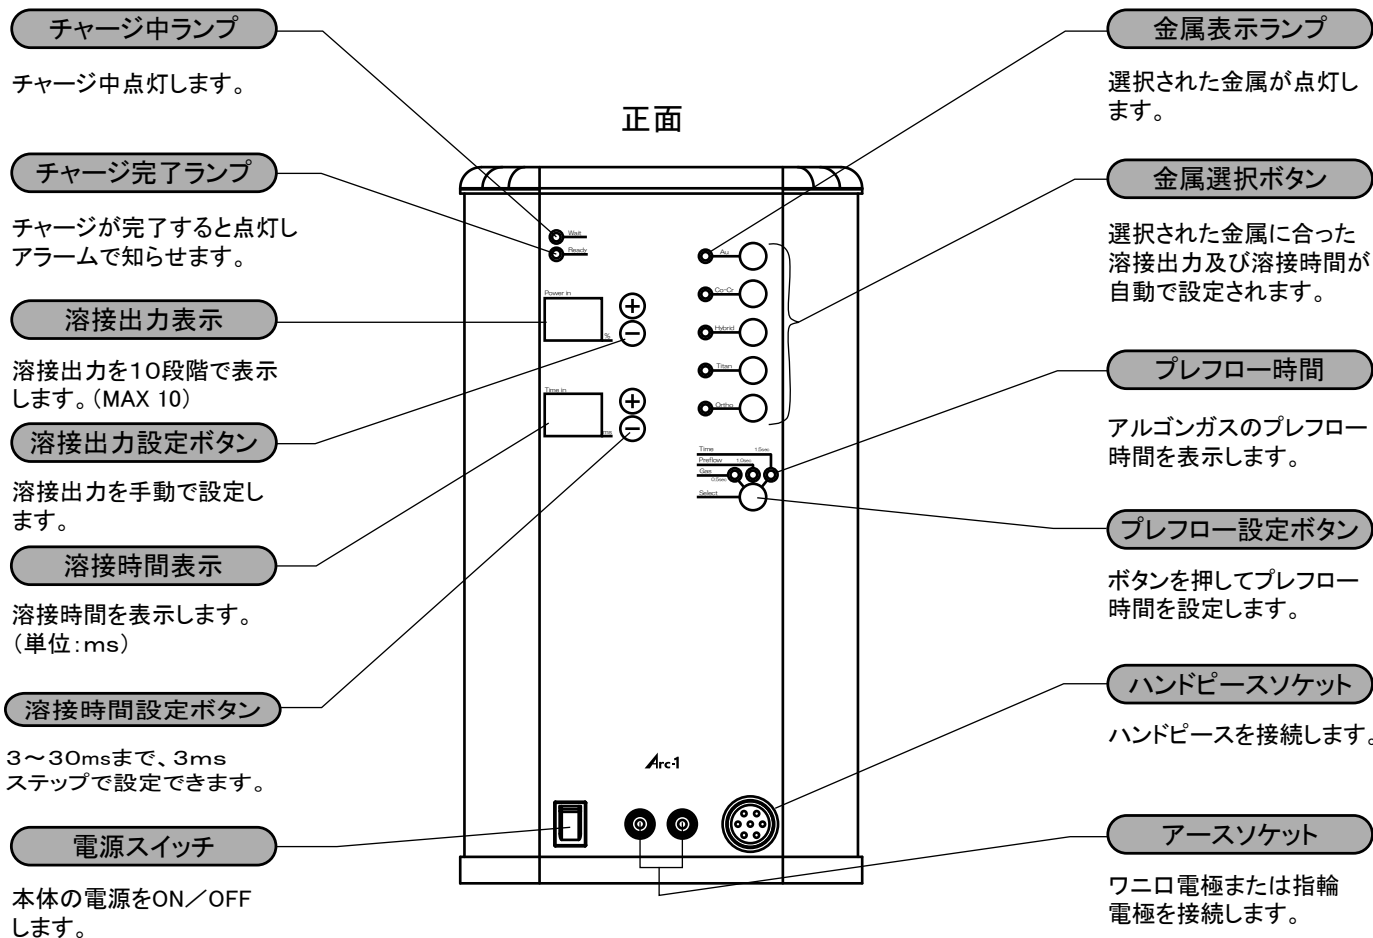 チャージ中ランプ
チャージ中点灯します。
チャージ完了ランプ
チャージが完了すると点灯し
アラームで知らせます。
溶接出力表示
溶接出力を10段階で表示
します。(MAX 10)
溶接出力設定ボタン
溶接出力を手動で設定し
ます。
溶接時間表示
溶接時間を表示します。
(単位:ms)
溶接時間設定ボタン
3~30msまで、3ms
ステップで設定できます。
電源スイッチ
本体の電源をON/OFF
します。
正面
Wait
Ready
Power in
%
+
−
Time in
ms
+
−
Au
Co-Cr
Hybrid
Titan
Ortho
Time 1.5sec
Preflow 1.0sec
Gas
0.5sec
Select
Arc-1
金属表示ランプ
選択された金属が点灯し
ます。
金属選択ボタン
選択された金属に合った
溶接出力及び溶接時間が
自動で設定されます。
プレフロー時間
アルゴンガスのプレフロー
時間を表示します。
プレフロー設定ボタン
ボタンを押してプレフロー
時間を設定します。
ハンドピースソケット
ハンドピースを接続します。
アースソケット
ワニ口電極または指輪
電極を接続します。